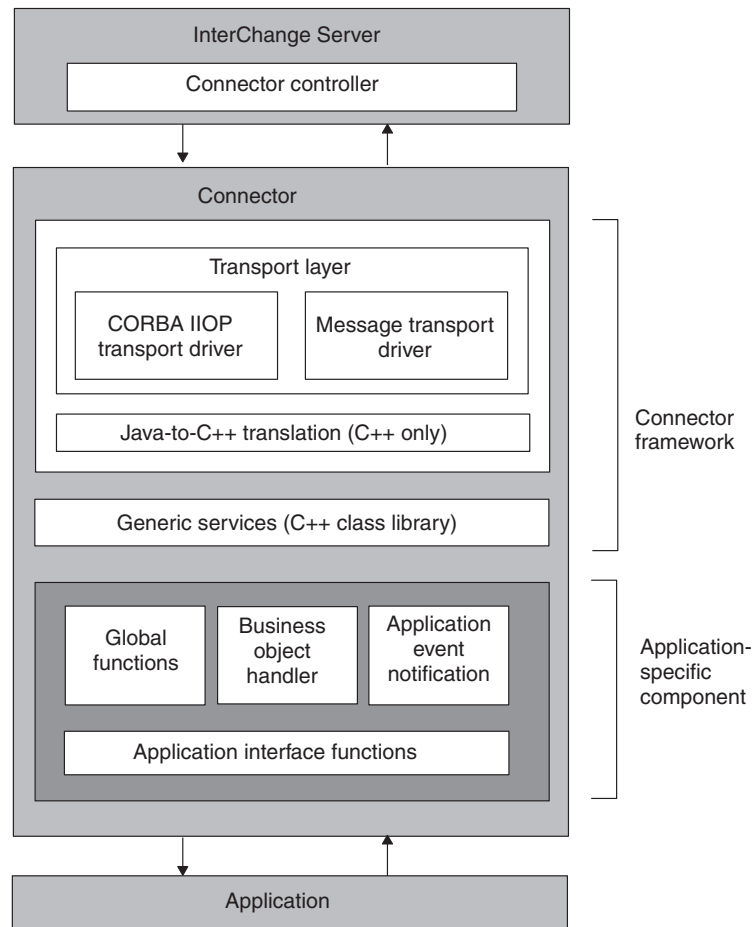 InterChange Server
Connector controller
Connector
Transport layer
CORBA IIOP
transport driver
Message transport
driver
Java-to-C++ translation (C++ only)
Generic services (C++ class library)
Connector
framework
Global
functions
Business
object
handler
Application
event
notification
Application interface functions
Application-
specific
component
Application